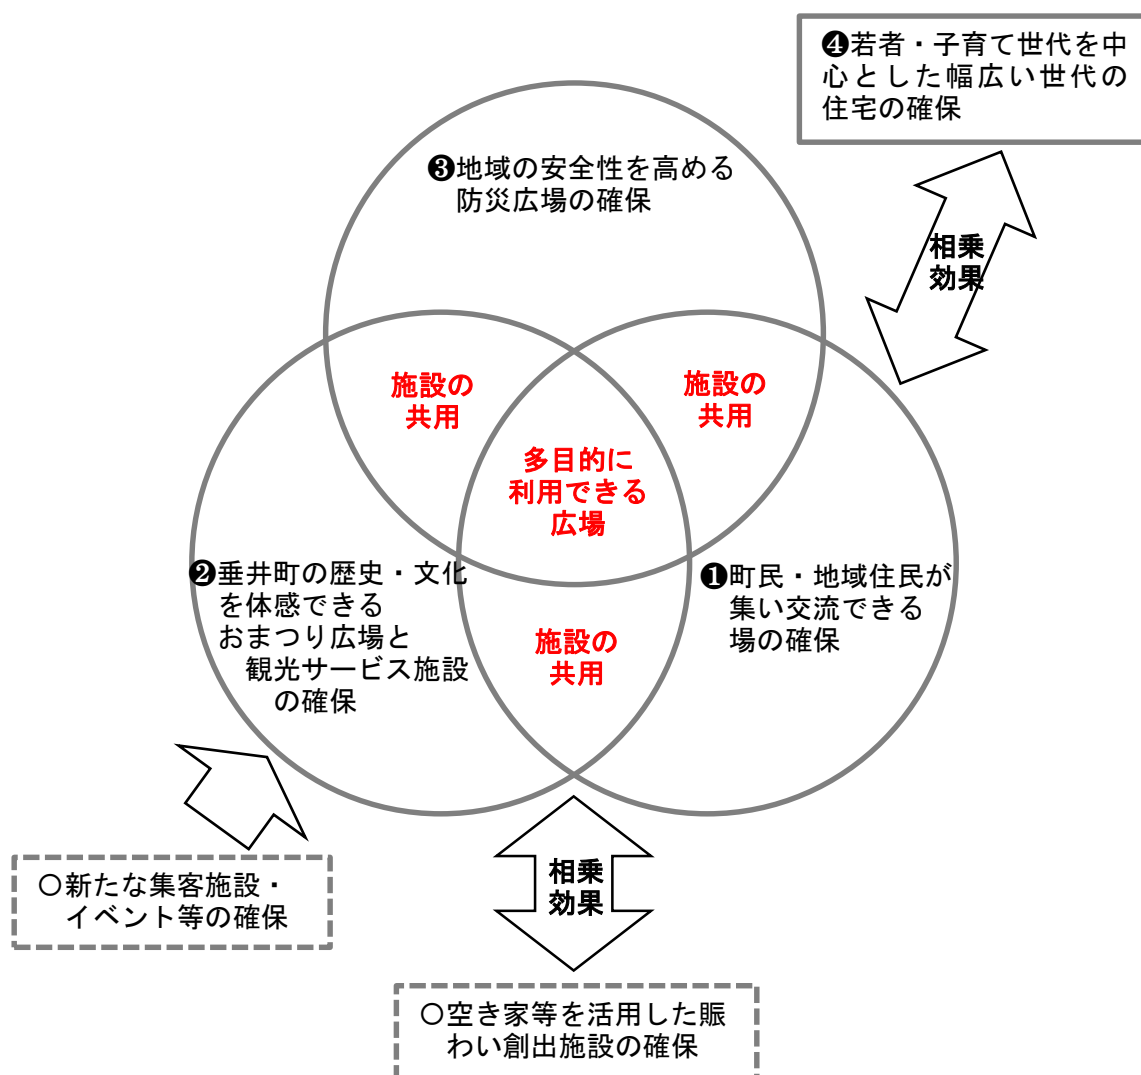 ❹若者・子育て世代を中
心とした幅広い世代の
住宅の確保
❸地域の安全性を高める
防災広場の確保
相乗
効果
施設の
共用
施設の
共用
多目的に
利用できる
広場
❷垂井町の歴史・文化
を体感できる
おまつり広場と
観光サービス施設
の確保
❶町民・地域住民が
集い交流できる
場の確保
施設の
共用
○新たな集客施設・
イベント等の確保
相乗
効果
○空き家等を活用した賑
わい創出施設の確保